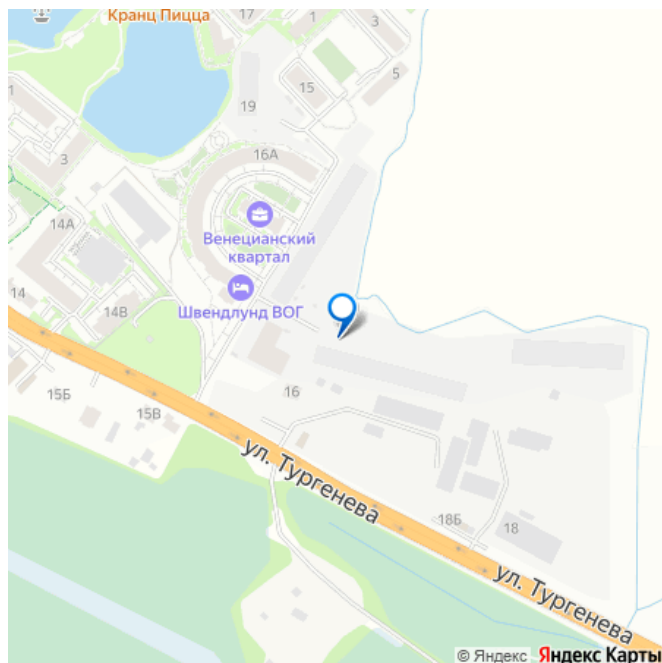 Кранц Пицца
17
1
3
15
5
19
1
3
16А
14А
Венецианский
квартал
Швендлунд ВОГ
14
14В
15Б
15В
16
ул. Тургенева
18Б
18
ул. Тургенева
© Яндекс Яндекс Карты